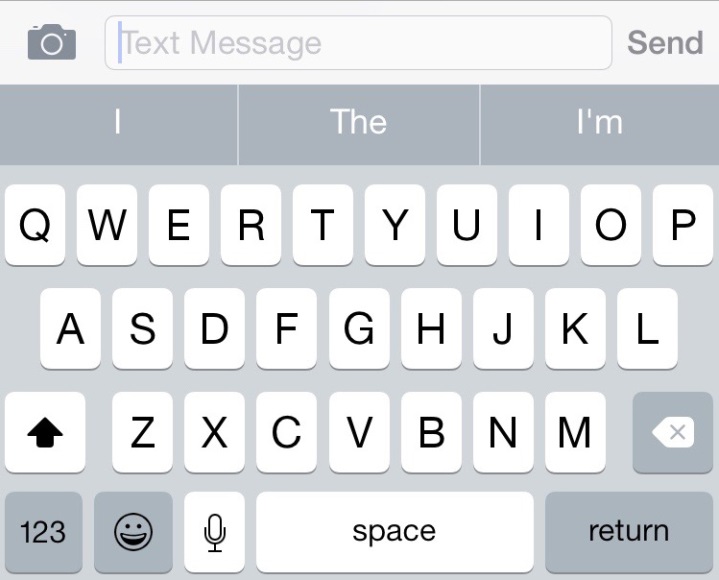 Text Message Send
I The I'm
Q W E R T Y U I O P
A S D F G H J K L
Z X C V B N M
123 space return